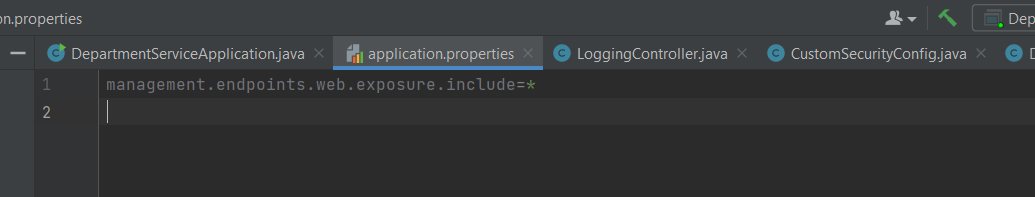 on.properties
Dep
DepartmentServiceApplication.java
application.properties
LoggingController.java
CustomSecurityConfig.java
D
1 management.endpoints.web.exposure.include=*
2